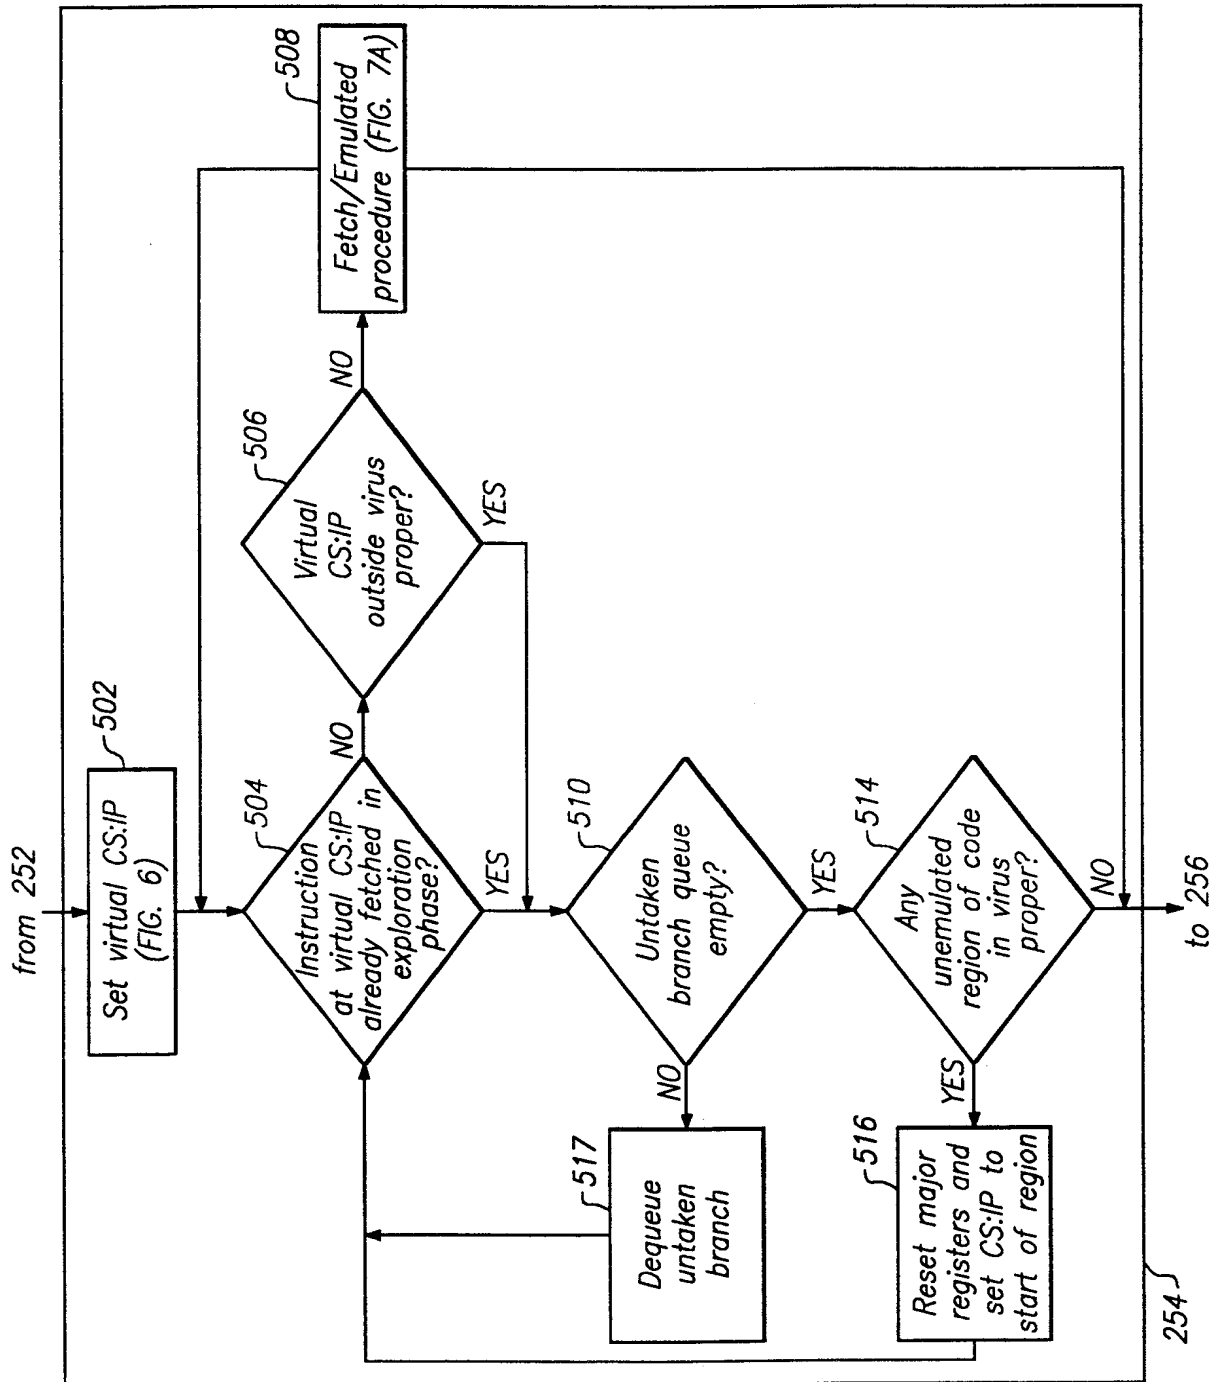 from 252
502
Set virtual CS:IP
(FIG. 6)
504
Instruction
at virtual CS:IP
already fetched in
exploration
phase?
NO
YES
506
Virtual
CS:IP
outside virus
proper?
NO
YES
508
Fetch/Emulated
procedure (FIG. 7A)
510
Untaken
branch queue
empty?
NO
YES
517
Dequeue
untaken
branch
514
Any
unemulated
region of code
in virus
proper?
YES
NO
516
Reset major
registers and
set CS:IP to
start of region
to 256
254